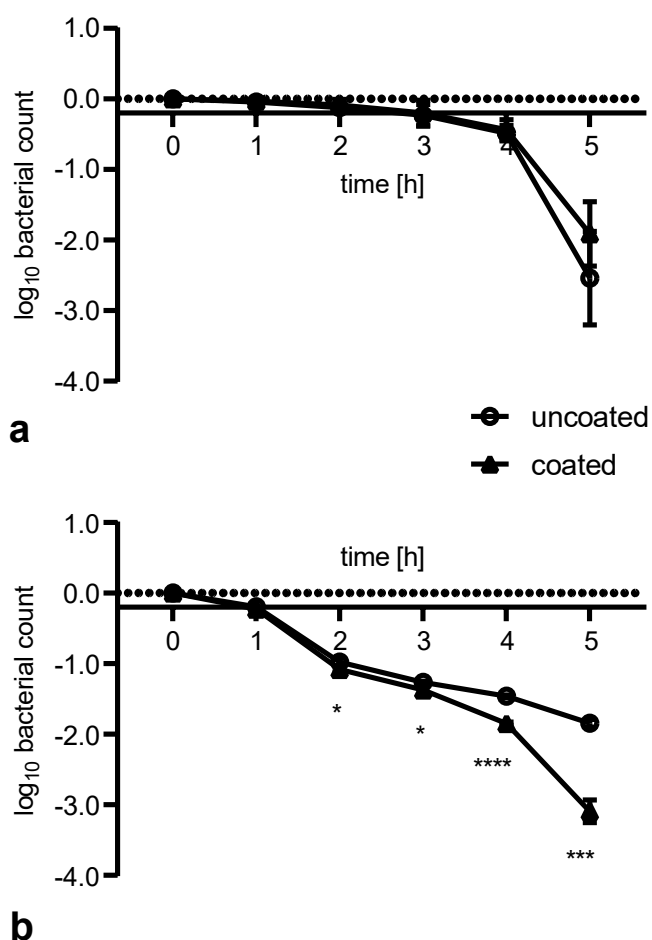 1.0
0.0
-1.0
-2.0
-3.0
-4.0
log10 bacterial count
0 1 2 3 4 5
time [h]
a
uncoated
coated
1.0
0.0
-1.0
-2.0
-3.0
-4.0
log10 bacterial count
time [h]
0 1 2 3 4 5
*
*
****
***
b